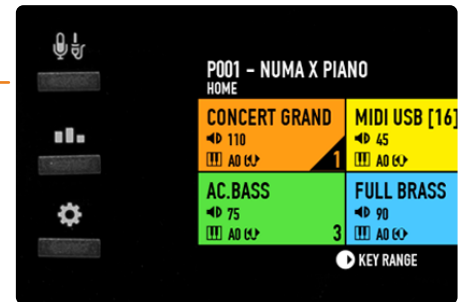 P001 - NUMA X PIANO
HOME
CONCERT GRAND
110
A0
1
MIDI USB [16]
45
A0
AC.BASS
75
A0
3
FULL BRASS
90
A0
KEY RANGE